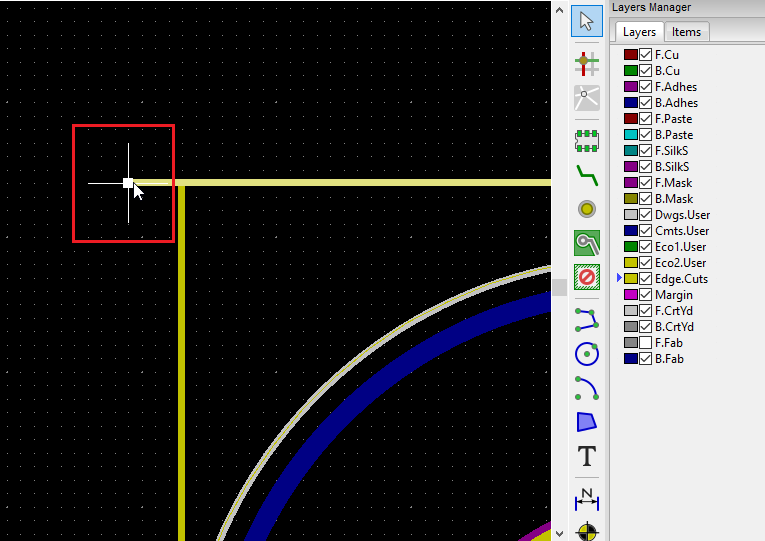 Layers Manager
Layers Items
F.Cu
B.Cu
F.Adhes
B.Adhes
F.Paste
B.Paste
F.SilkS
B.SilkS
F.Mask
B.Mask
Dwgs.User
Cmts.User
Eco1.User
Eco2.User
Edge.Cuts
Margin
F.CrtYd
B.CrtYd
F.Fab
B.Fab
T
N